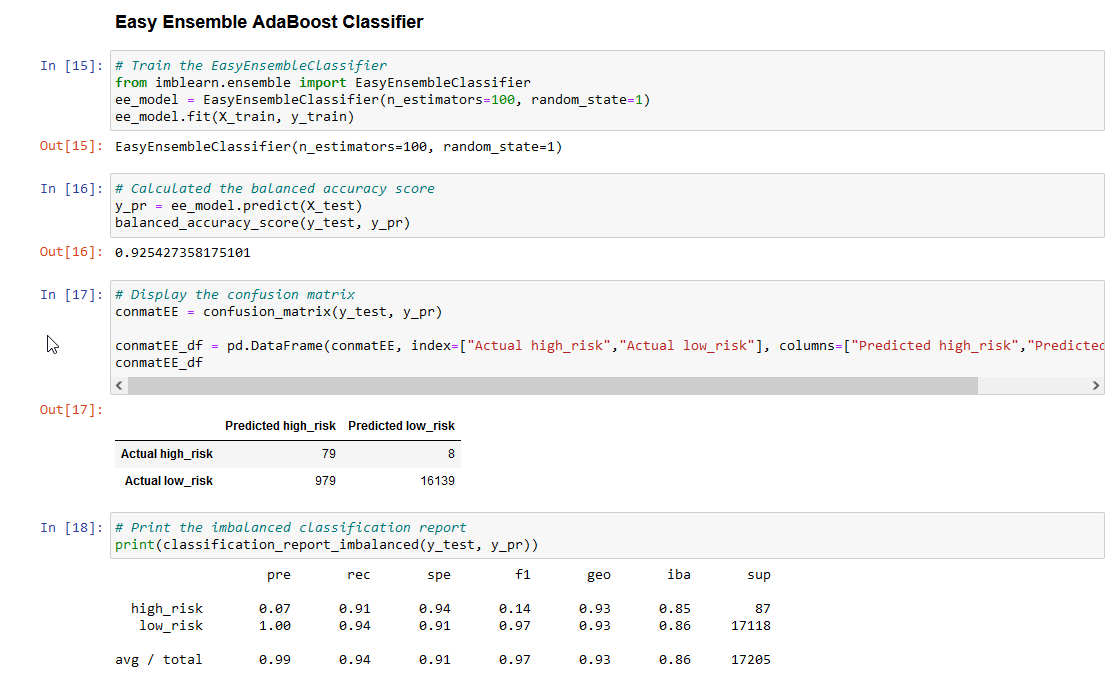 Easy Ensemble AdaBoost Classifier
In [15]: # Train the EasyEnsembleClassifier
from imblearn.ensemble import EasyEnsembleClassifier
ee_model = EasyEnsembleClassifier(n_estimators=100, random_state=1)
ee_model.fit(X_train, y_train)
Out[15]: EasyEnsembleClassifier(n_estimators=100, random_state=1)
In [16]: # Calculated the balanced accuracy score
y_pr = ee_model.predict(X_test)
balanced_accuracy_score(y_test, y_pr)
Out[16]: 0.925427358175101
In [17]: # Display the confusion matrix
conmatEE = confusion_matrix(y_test, y_pr)
conmatEE_df = pd.DataFrame(conmatEE, index=["Actual high_risk","Actual low_risk"], columns=["Predicted high_risk","Predicted
conmatEE_df
Out[17]:
Predicted high_risk Predicted low_risk
Actual high_risk 79 8
Actual low_risk 979 16139
In [18]: # Print the imbalanced classification report
print(classification_report_imbalanced(y_test, y_pr))
pre rec spe f1 geo iba sup
high_risk 0.07 0.91 0.94 0.14 0.93 0.85 87
low_risk 1.00 0.94 0.91 0.97 0.93 0.86 17118
avg / total 0.99 0.94 0.91 0.97 0.93 0.86 17205